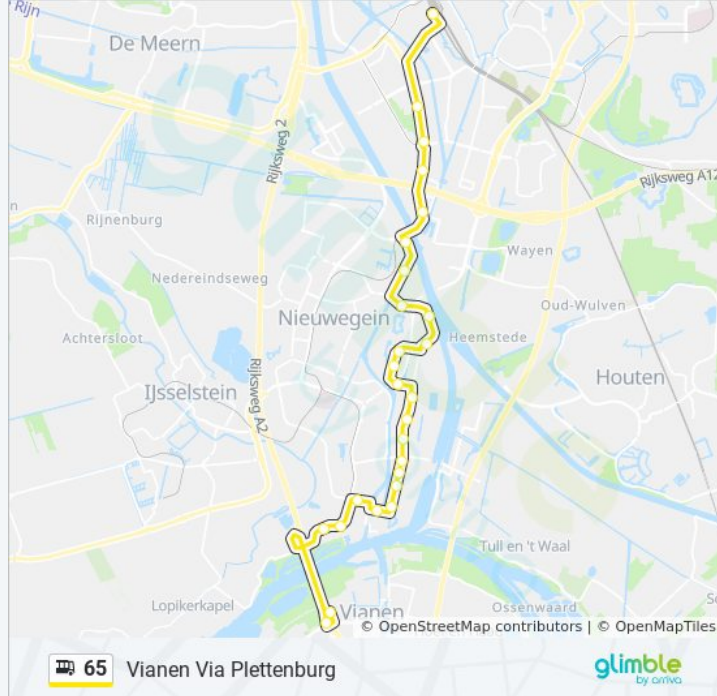 Rijn
De Meern
Rijksweg 2
Rijksweg A12
n
Rijnenburg
Wayen
Nedereindseweg
Oud-Wulven
Nieuwegein
Achtersloot
Heemstede
Houten
IJsselstein
Rijksweg A2
Tull en 't Waal
Lopikerkapel
Vianen
Ossenwaard
© OpenStreetMap contributors | © OpenMapTiles
65 Vianen Via Plettenburg
glimble
by arriva